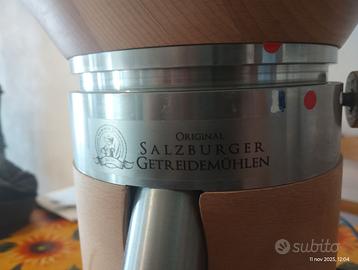 ORIGINAL
SALZBURGER
GETREIDEMÜHLEN
subito
11 nov 2025, 12:04